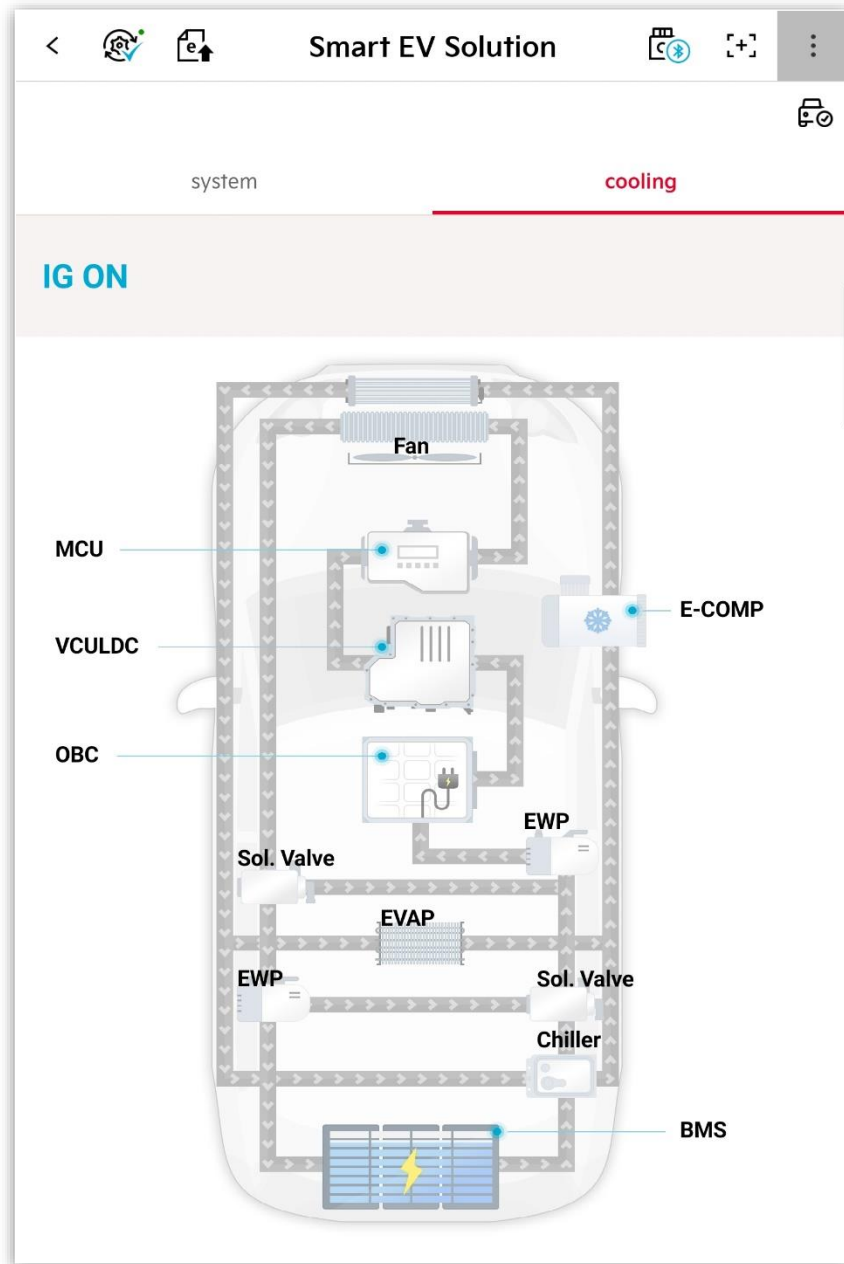 Smart EV Solution
system
cooling
IG ON
Fan
MCU
E-COMP
VCULDC
OBC
EWP
Sol. Valve
EVAP
EWP
Sol. Valve
Chiller
BMS